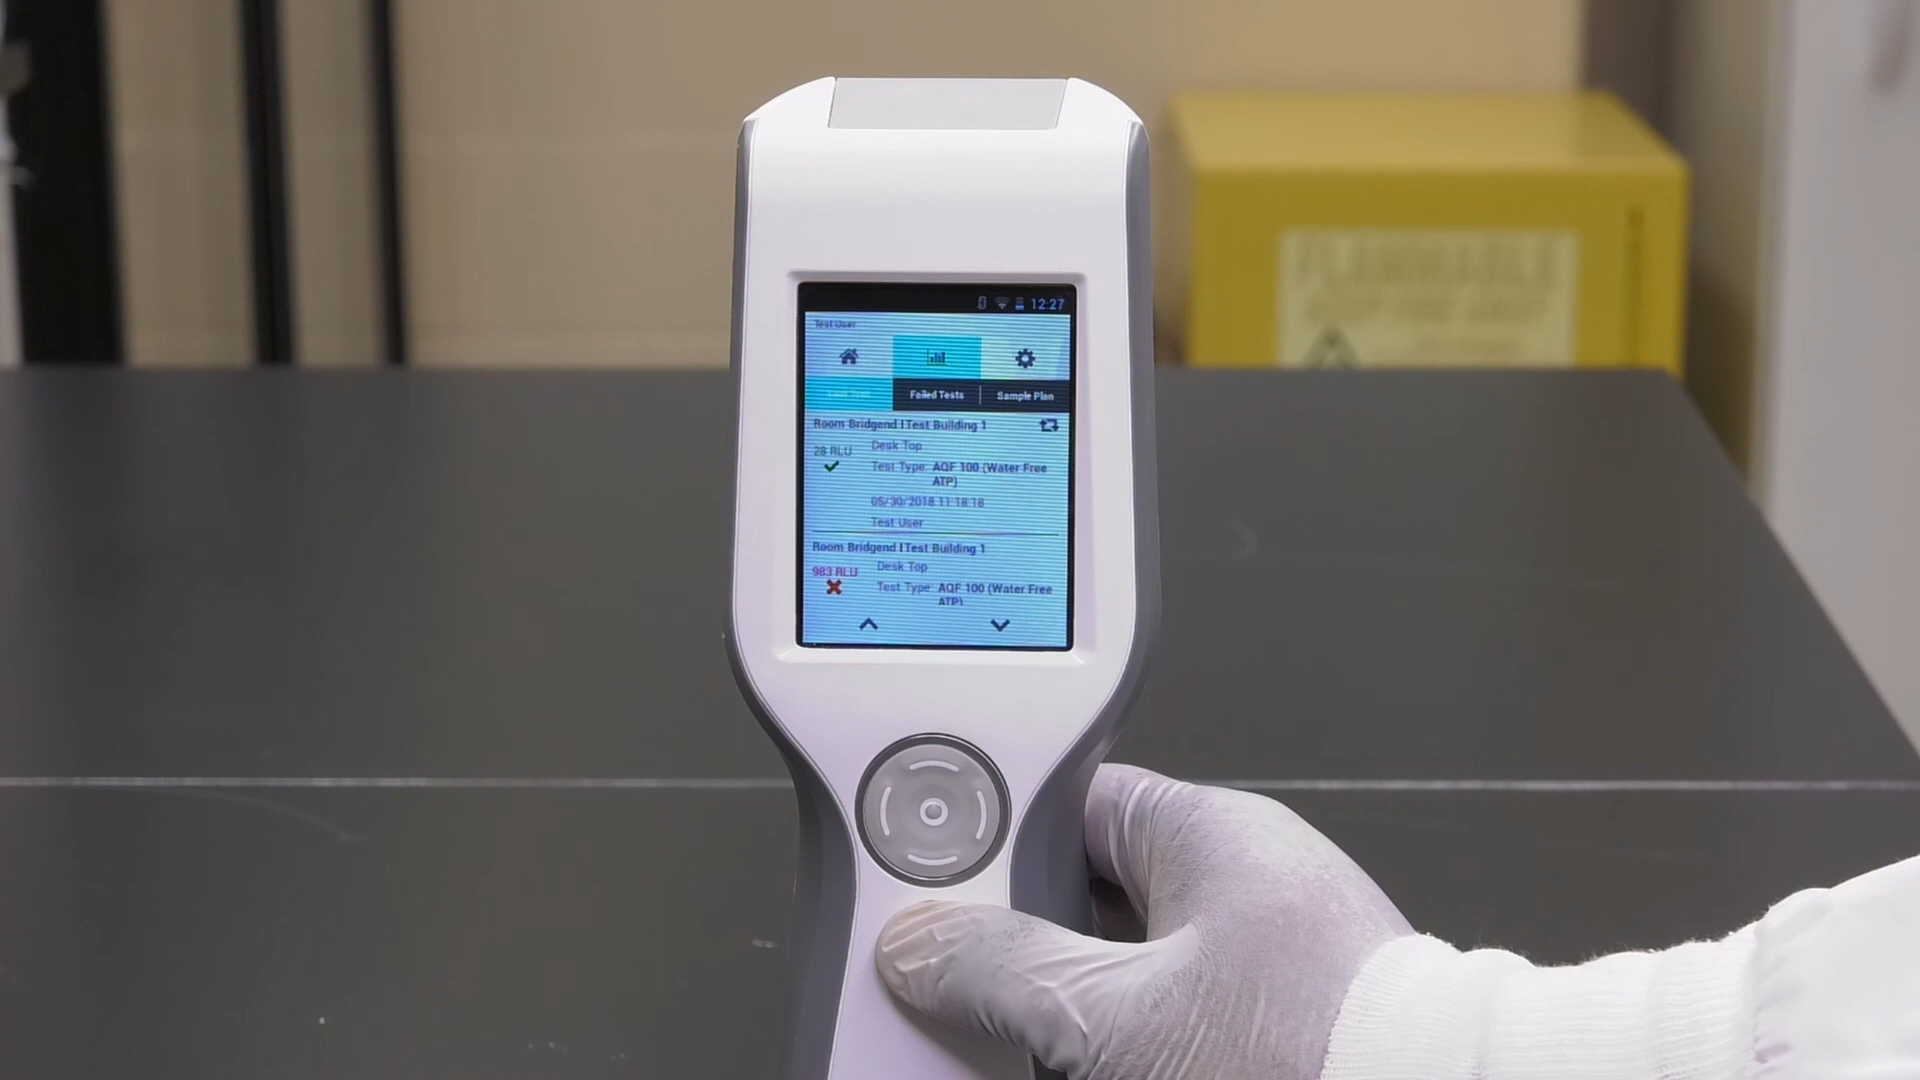 12:27
Test User
Failed Tests
Sample Plan
Room Bridgend | Test Building 1
28 RLU
Desk Top
Test Type AQF 100 (Water Free
ATP)
05/30/2018 11:18:18
Test User
Room Bridgend | Test Building 1
983 RLU
Desk Top
Test Type AQF 100 (Water Free
ATP)
FLAMMABLE